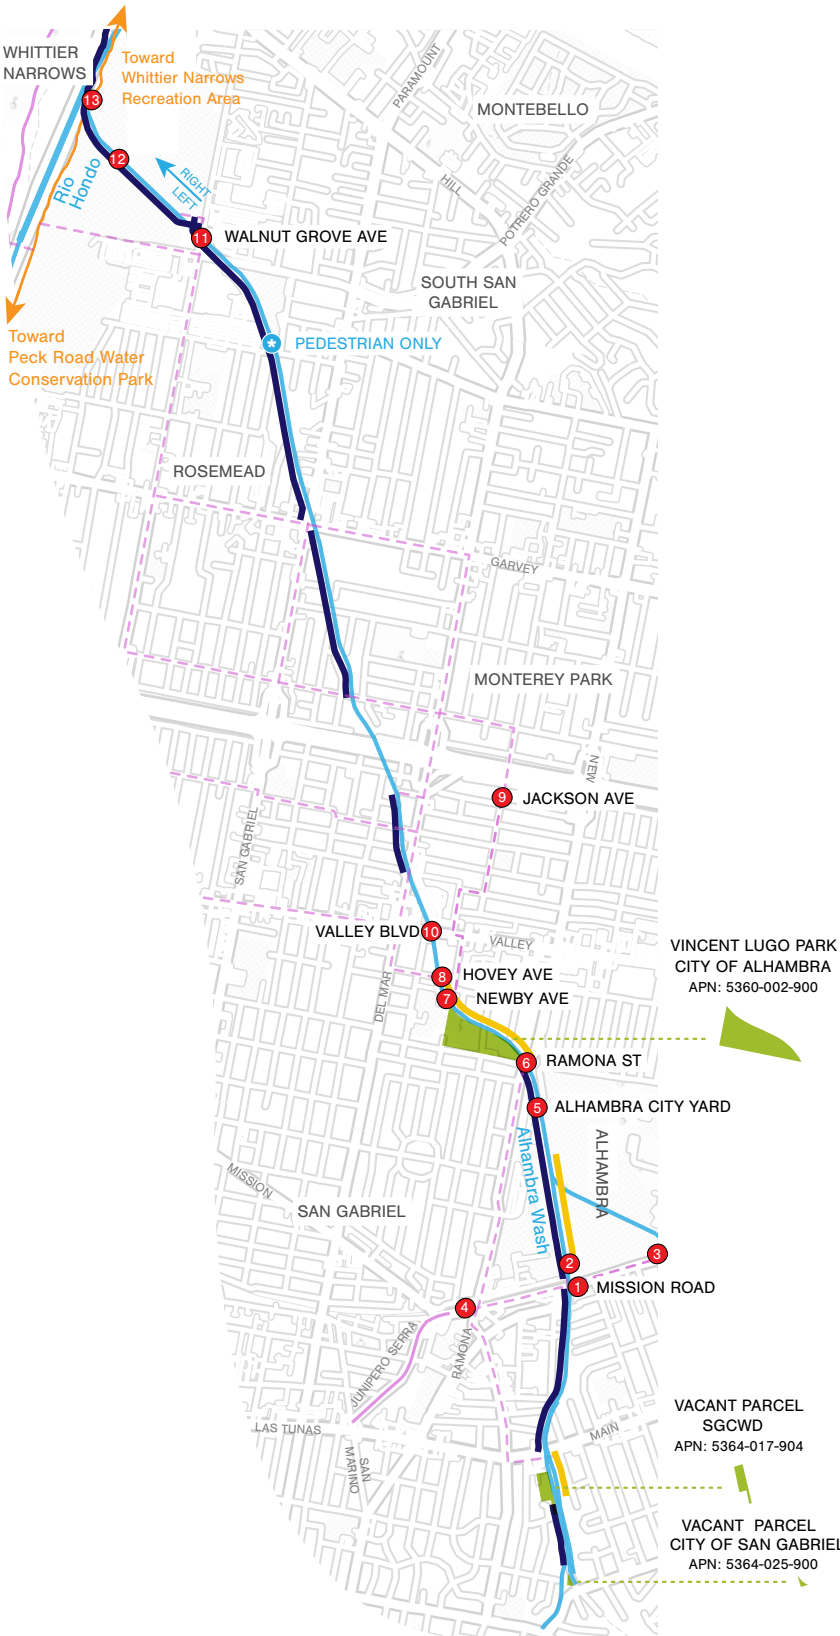 WHITTIER
NARROWS
Toward
Whittier Narrows
Recreation Area
PARAMOUNT
MONTEBELLO
13
12
Rio
Hondo
RIGHT
LEFT
HILL
POTRERO GRANDE
11
WALNUT GROVE AVE
SOUTH SAN
GABRIEL
Toward
Peck Road Water
Conservation Park
*
PEDESTRIAN ONLY
ROSEMEAD
GARVEY
MONTEREY PARK
NEW
9
JACKSON AVE
SAN GABRIEL
VALLEY BLVD
10
VALLEY
8
HOVEY AVE
7
NEWBY AVE
DEL MAR
VINCENT LUGO PARK
CITY OF ALHAMBRA
APN: 5360-002-900
6
RAMONA ST
5
ALHAMBRA CITY YARD
Alhambra Wash
ALHAMBRA
MISSION
SAN GABRIEL
3
2
1
MISSION ROAD
4
JUNIPERO SERRA
RAMONA
LAS TUNAS
SAN
MARINO
MAIN
VACANT PARCEL
SGCWD
APN: 5364-017-904
VACANT PARCEL
CITY OF SAN GABRIEL
APN: 5364-025-900